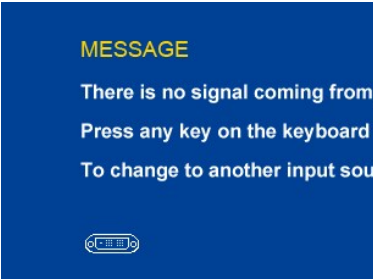 MESSAGE
There is no signal coming from
Press any key on the keyboard
To change to another input sou